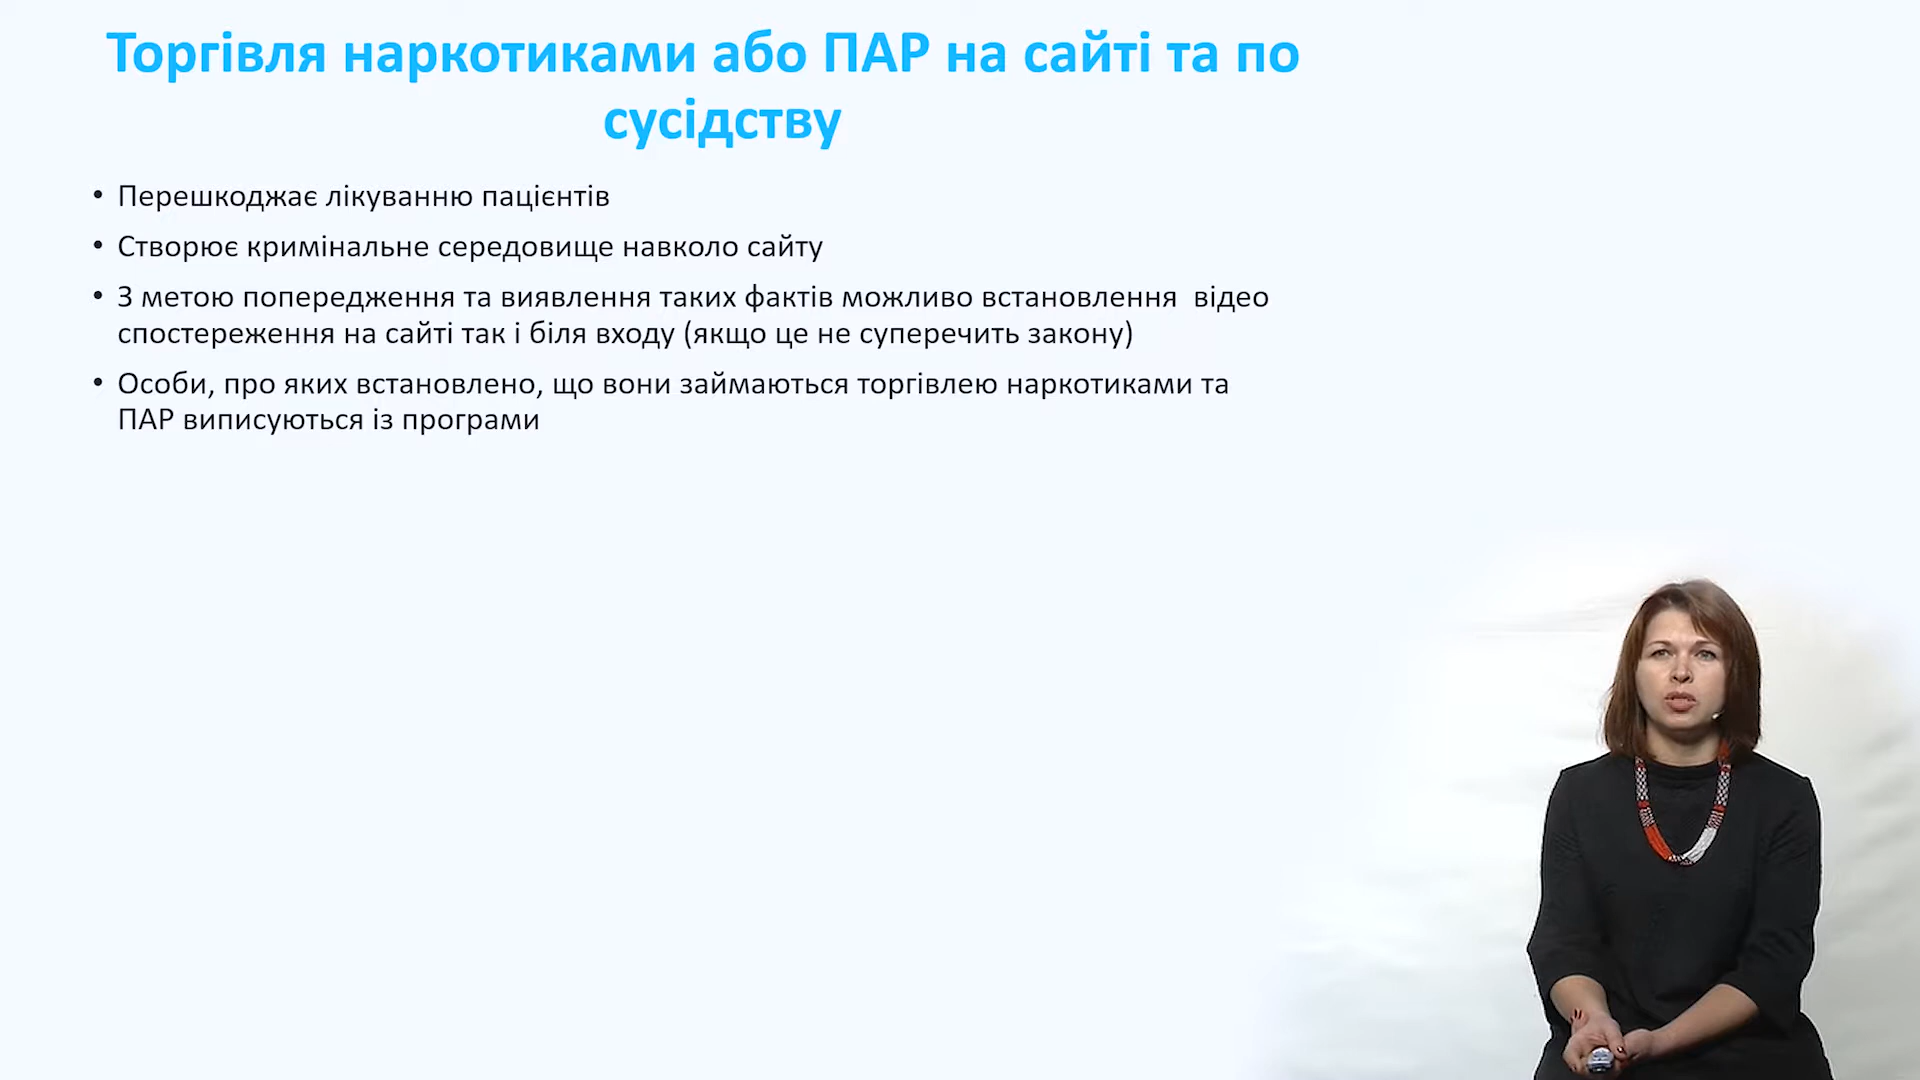 Торгівля наркотиками або ПАР на сайті та по
сусідству
• Перешкоджає лікуванню пацієнтів
• Створює кримінальне середовище навколо сайту
• З метою попередження та виявлення таких фактів можливо встановлення  відео
спостереження на сайті так і біля входу (якщо це не суперечить закону)
• Особи, про яких встановлено, що вони займаються торгівлею наркотиками та
ПАР виписуються із програми